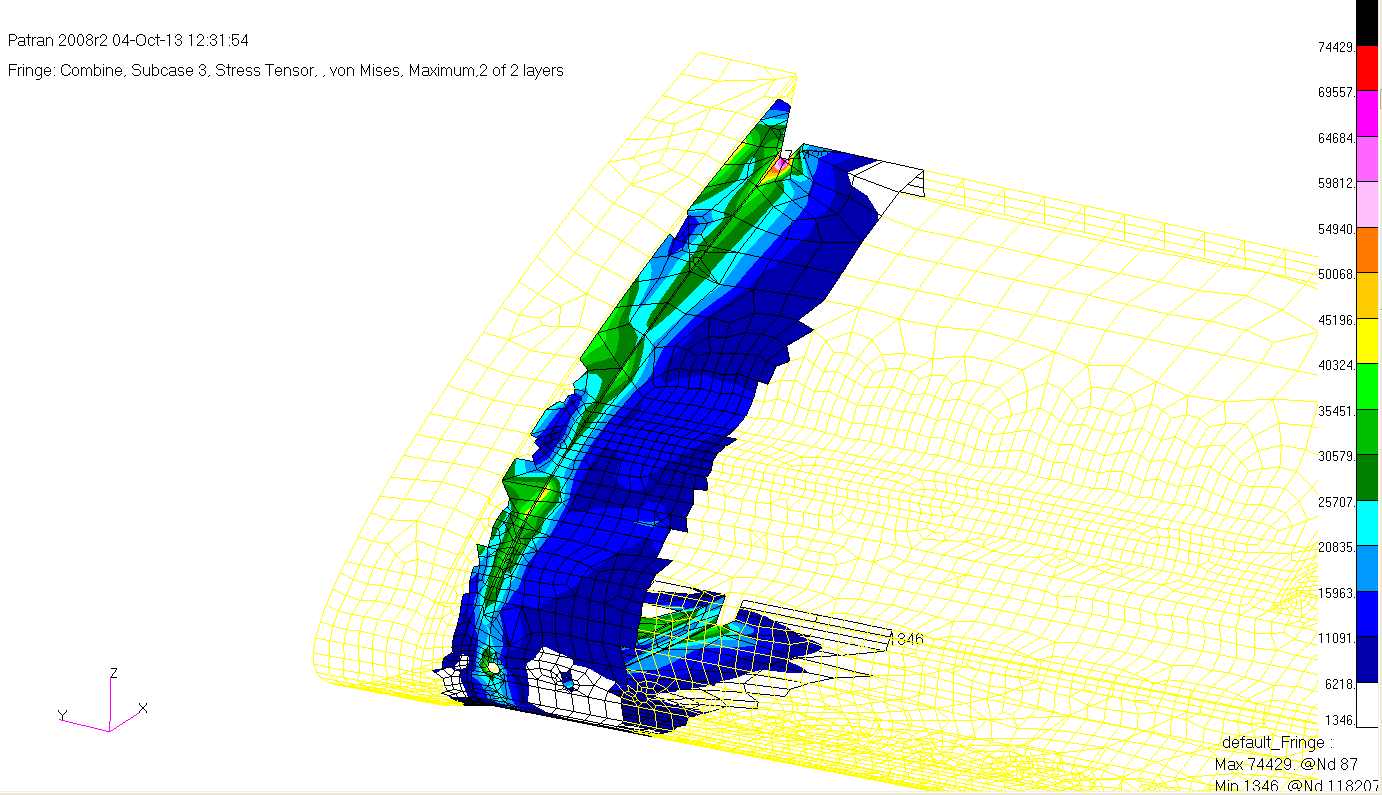 Patran 2008r2 04-Oct-13 12:31:54
Fringe: Combine, Subcase 3, Stress Tensor, , von Mises, Maximum,2 of 2 layers
74429.
69557.
64684.
59812.
54940.
50068.
45196.
40324.
35451.
30579.
25707.
20835.
15963.
11091.
6218.
1346.
1346
Z
Y
X
default_Fringe :
Max 74429. @Nd 87
Min 1346. @Nd 118207